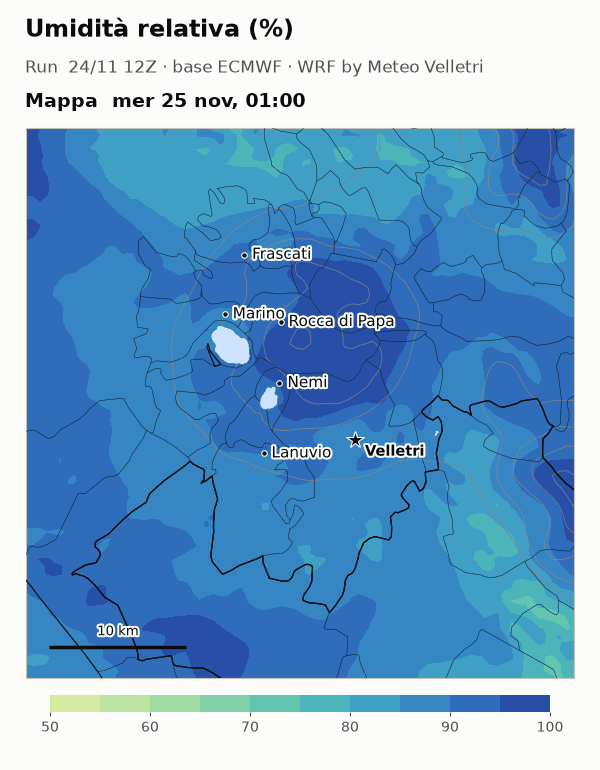 Umidità relativa (%)
Run  24/11 12Z · base ECMWF · WRF by Meteo Velletri
Mappa  mer 25 nov, 01:00
Frascati
Marino
Rocca di Papa
Nemi
Velletri
Lanuvio
10 km
50 60 70 80 90 100